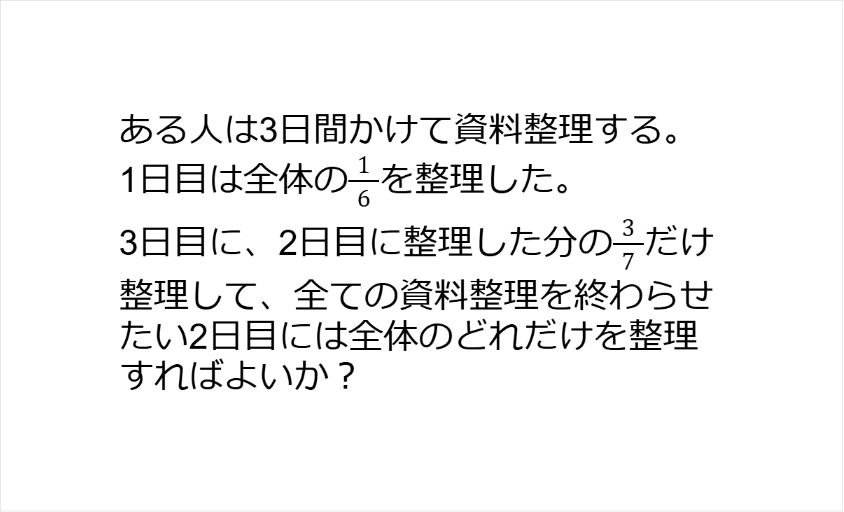 ある人は3日間かけて資料整理する。
1日目は全体の1/6を整理した。
3日目に、2日目に整理した分の3/7だけ
整理して、全ての資料整理を終わらせ
たい2日目には全体のどれだけを整理
すればよいか？